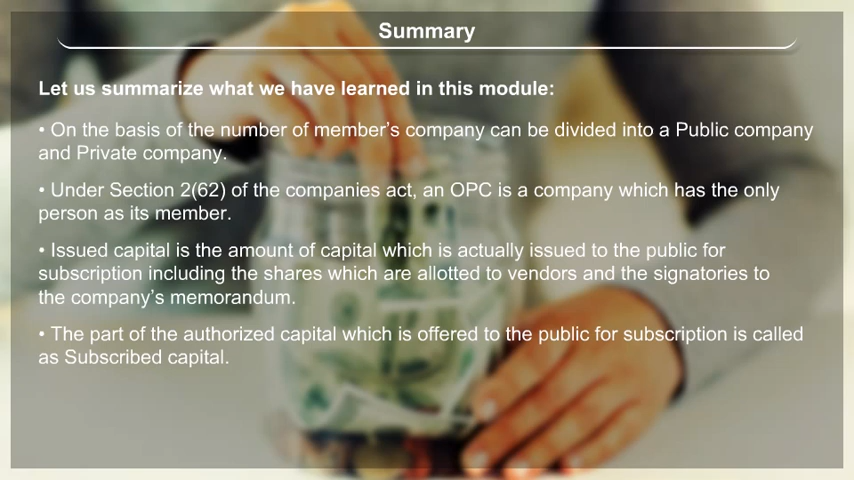 Summary
Let us summarize what we have learned in this module:
• On the basis of the number of member’s company can be divided into a Public company
and Private company.
• Under Section 2(62) of the companies act, an OPC is a company which has the only
person as its member.
• Issued capital is the amount of capital which is actually issued to the public for
subscription including the shares which are allotted to vendors and the signatories to
the company’s memorandum.
• The part of the authorized capital which is offered to the public for subscription is called
as Subscribed capital.